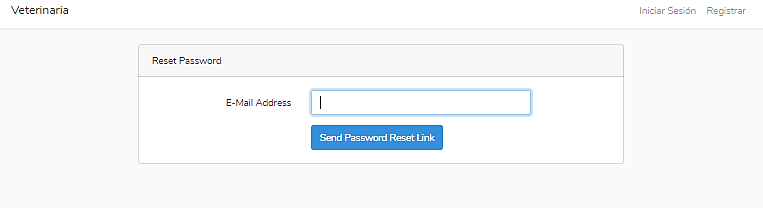 Veterinaria
Iniciar Sesión Registrar
Reset Password
E-Mail Address
Send Password Reset Link